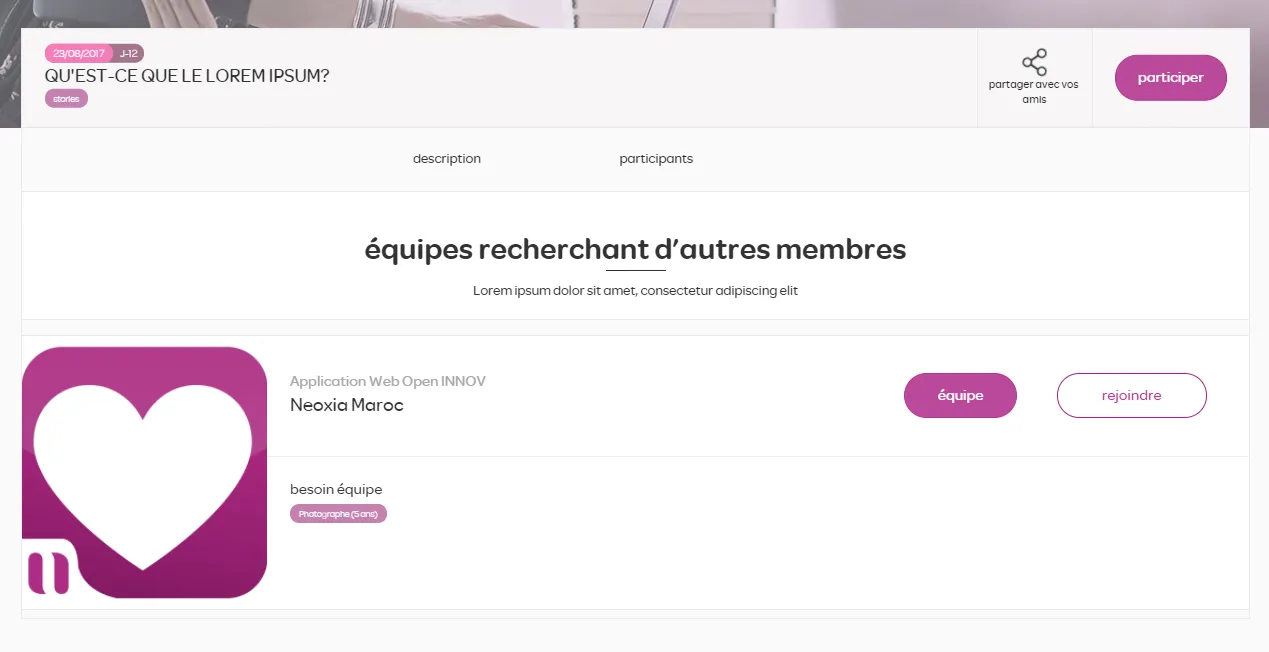 23/08/2017 J-12
QU'EST-CE QUE LE LOREM IPSUM?
stories
partager avec vos
amis
participer
description participants
équipes recherchant d'autres membres
Lorem ipsum dolor sit amet, consectetur adipiscing elit
Application Web Open INNOV
Neoxia Maroc
équipe
rejoindre
besoin équipe
Photographe (5 ans)